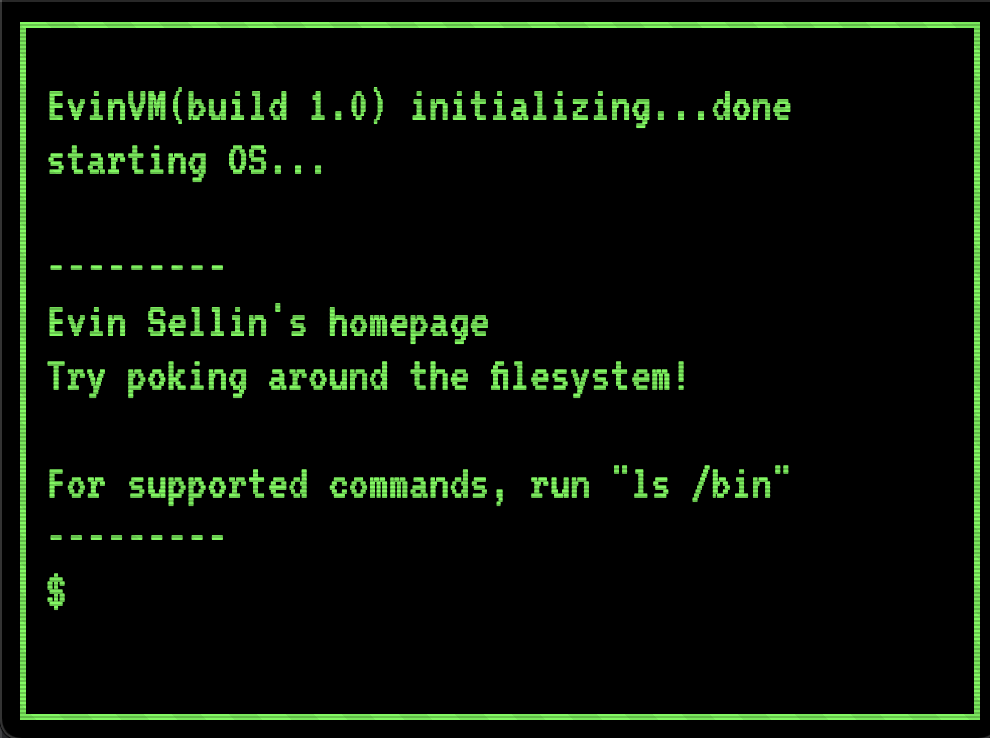 EvinVM(build 1.0) initializing...done
starting OS...
---------
Evin Sellin's homepage
Try poking around the filesystem!
For supported commands, run "ls /bin"
---------
$